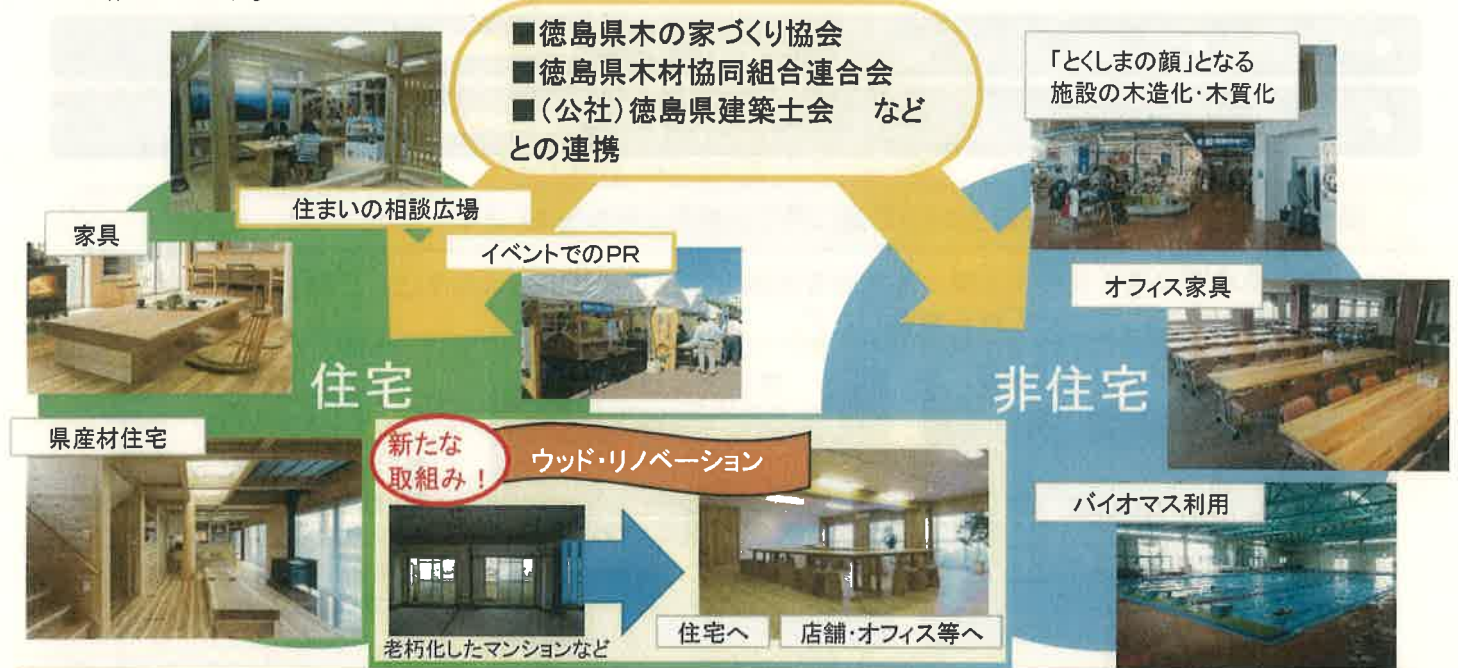 ■徳島県木の家づくり協会
■徳島県木材協同組合連合会
■(公社)徳島県建築士会　など
との連携
「とくしまの顔」となる
施設の木造化・木質化
住まいの相談広場
家具
イベントでのPR
オフィス家具
住宅
非住宅
県産材住宅
新たな
取組み！
ウッド・リノベーション
バイオマス利用
老朽化したマンションなど
住宅へ
店舗・オフィス等へ